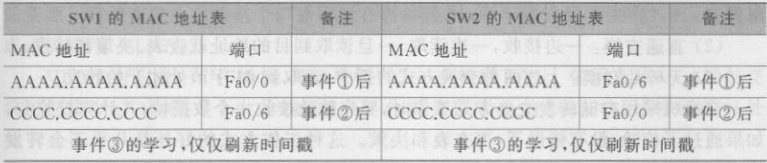 SW1 的 MAC 地址表 备注 SW2 的 MAC 地址表 备注
MAC 地址 端口 MAC 地址 端口
AAAA.AAAA.AAAA Fa0/0 事件①后 AAAA.AAAA.AAAA Fa0/6 事件①后
CCCC.CCCC.CCCC Fa0/6 事件②后 CCCC.CCCC.CCCC Fa0/0 事件②后
事件③的学习,仅仅刷新时间戳 事件③的学习,仅仅刷新时间戳